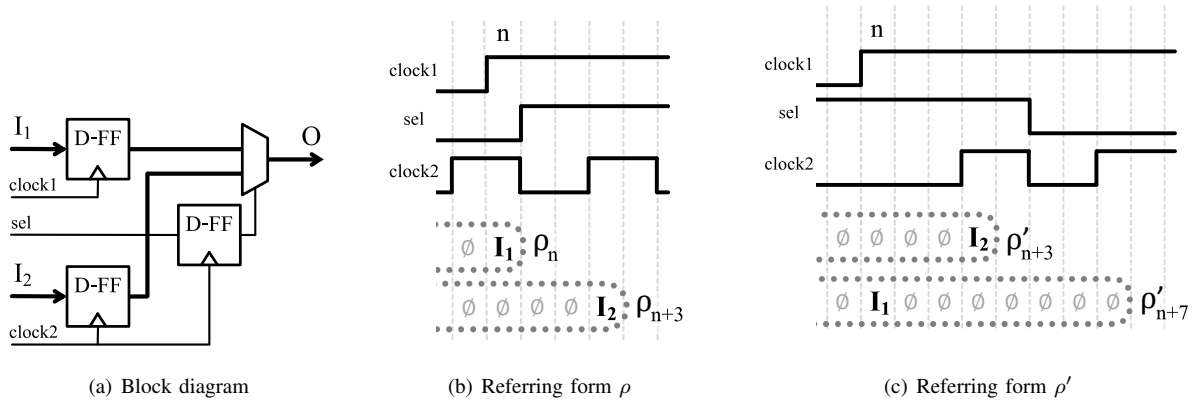 I₁
D-FF
O
clock1
sel
D-FF
I₂
D-FF
clock2
(a) Block diagram
n
clock1
sel
clock2
∅ I₁ ρₙ
∅ ∅ ∅ ∅ I₂ ρₙ₊₃
(b) Referring form ρ
n
clock1
sel
clock2
∅ ∅ ∅ ∅ I₂ ρ′ₙ₊₃
∅ I₁ ∅ ∅ ∅ ∅ ∅ ∅ ∅ ρ′ₙ₊₇
(c) Referring form ρ′